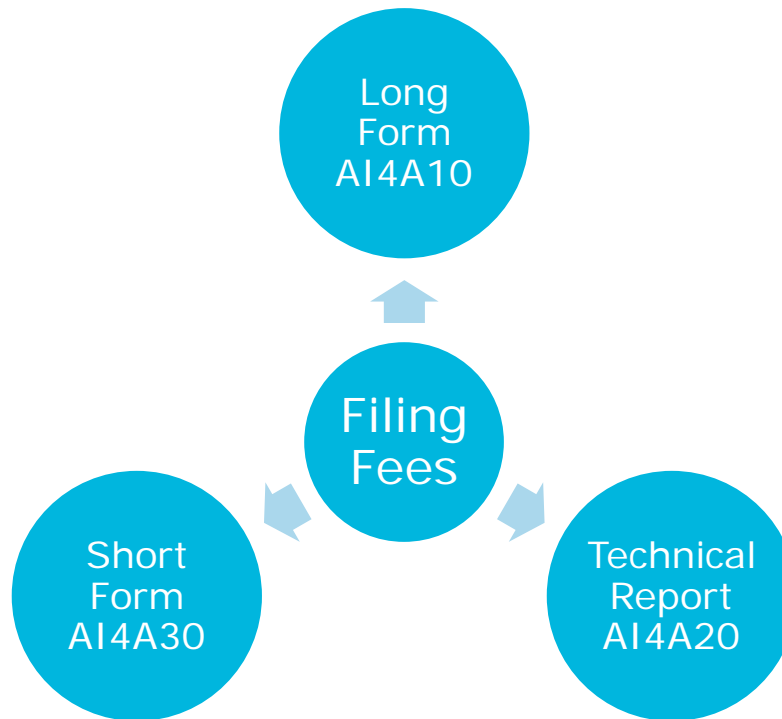 Long
Form
AI4A10
Filing
Fees
Short
Form
AI4A30
Technical
Report
AI4A20